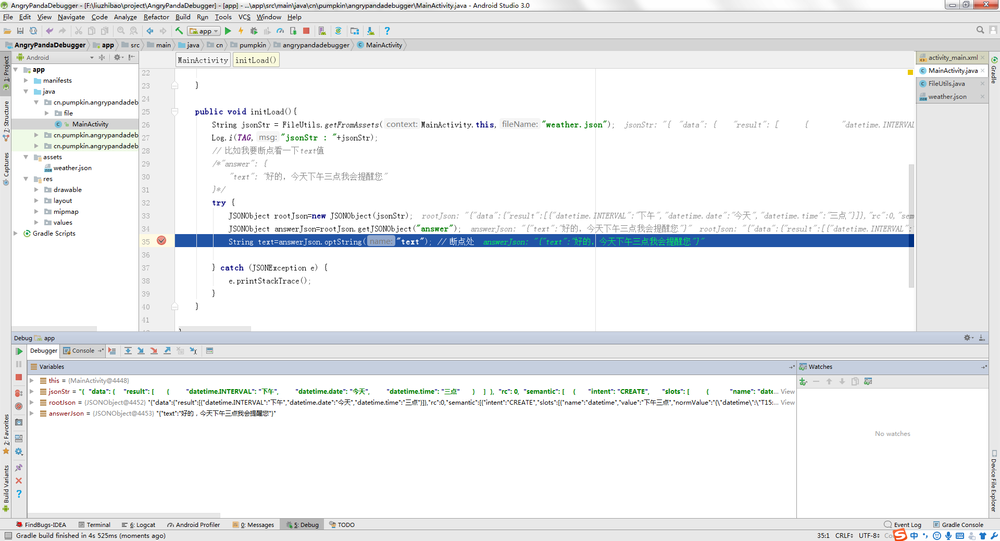 AngryPandaDebugger - [F:\liuzhibao\project\AngryPandaDebugger] - [app] - ...\app\src\main\java\cn\pumpkin\angrypandadebugger\MainActivity.java - Android Studio 3.0
File Edit View Navigate Code Analyze Refactor Build Run Tools VCS Window Help
app
AngryPandaDebugger app src main java cn pumpkin angrypandadebugger MainActivity
1: Project
7: Structure
Captures
2: Favorites
Build Variants
Android
app
manifests
java
cn.pumpkin.angrypandadeb
file
MainActivity
cn.pumpkin.angrypandadeb
cn.pumpkin.angrypandadeb
assets
weather.json
res
drawable
layout
mipmap
values
Gradle Scripts
MainActivity initLoad()
22
23 }
24
25 public void initLoad(){
26 String jsonStr = FileUtils.getFromAssets( context: MainActivity.this, fileName: "weather.json"); jsonStr: "{ "data": { "result": [ { "datetime.INTERVAL
27 Log.i(TAG, msg: "jsonStr : "+jsonStr);
28 // 比如我要断点看一下text值
29 /*"answer": {
30 "text": "好的，今天下午三点我会提醒您"
31 }*/
32 try {
33 JSONObject rootJson=new JSONObject(jsonStr); rootJson: "{"data":{"result":[{"datetime.INTERVAL":"下午","datetime.date":"今天","datetime.time":"三点"}]},"rc":0,"sem
34 JSONObject answerJson=rootJson.getJSONObject("answer"); answerJson: "{"text":"好的，今天下午三点我会提醒您"}" rootJson: "{"data":{"result":[{"datetime.INTERVAL":"
35 String text=answerJson.optString( name: "text"); // 断点处 answerJson: "{"text":"好的，今天下午三点我会提醒您"}"
36
37 } catch (JSONException e) {
38 e.printStackTrace();
39 }
40 }
41
activity_main.xml
MainActivity.java
FileUtils.java
weather.json
Gradle
Device File Explorer
Debug app
Debugger Console
Variables
this = {MainActivity@4448}
jsonStr = "{ "data": { "result": [ { "datetime.INTERVAL": "下午", "datetime.date": "今天", "datetime.time": "三点" } ] }, "rc": 0, "semantic": [ { "intent": "CREATE", "slots": [ { "name": "date... View
rootJson = {JSONObject@4452} "{"data":{"result":[{"datetime.INTERVAL":"下午","datetime.date":"今天","datetime.time":"三点"}]},"rc":0,"semantic":[{"intent":"CREATE","slots":[{"name":"datetime","value":"下午三点","normValue":"{\"datetime\":\"T15:... View
answerJson = {JSONObject@4453} "{"text":"好的，今天下午三点我会提醒您"}"
Watches
No watches
FindBugs-IDEA Terminal 6: Logcat Android Profiler 0: Messages 5: Debug TODO Event Log Gradle Console
Gradle build finished in 4s 525ms (moments ago) 35:1 CRLF UTF-8 中